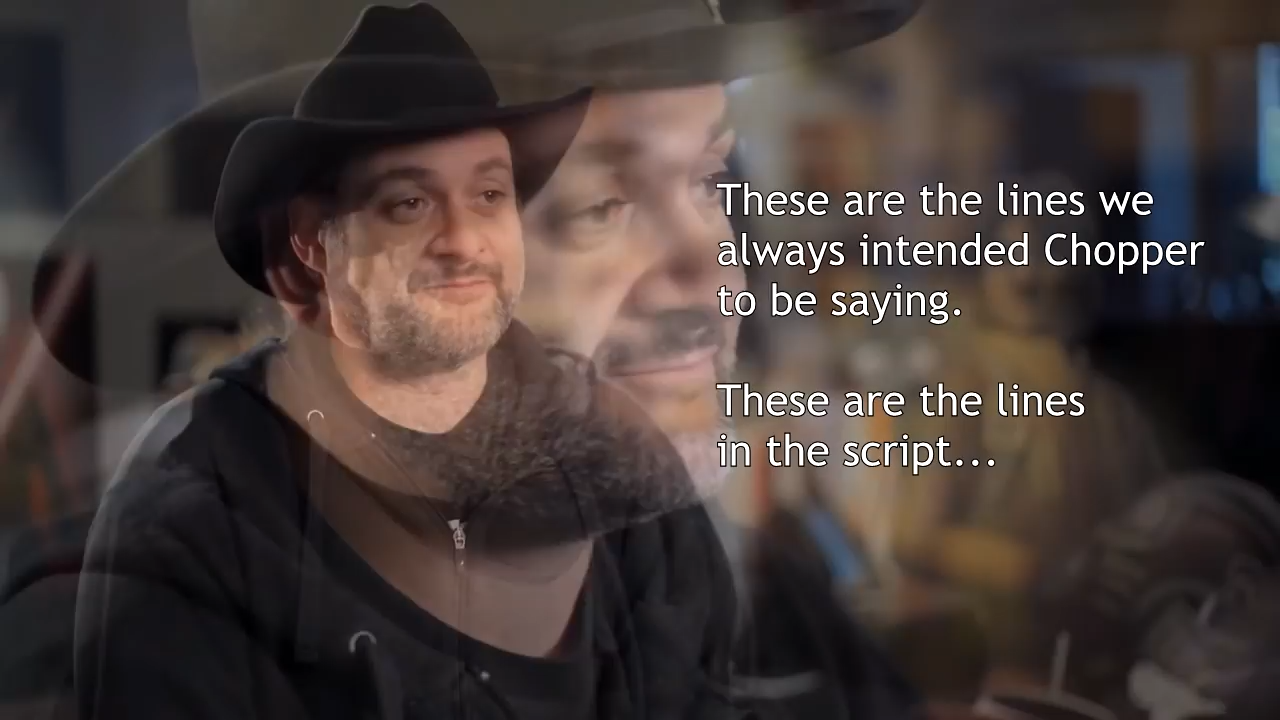 These are the lines we
always intended Chopper
to be saying.
These are the lines
in the script...